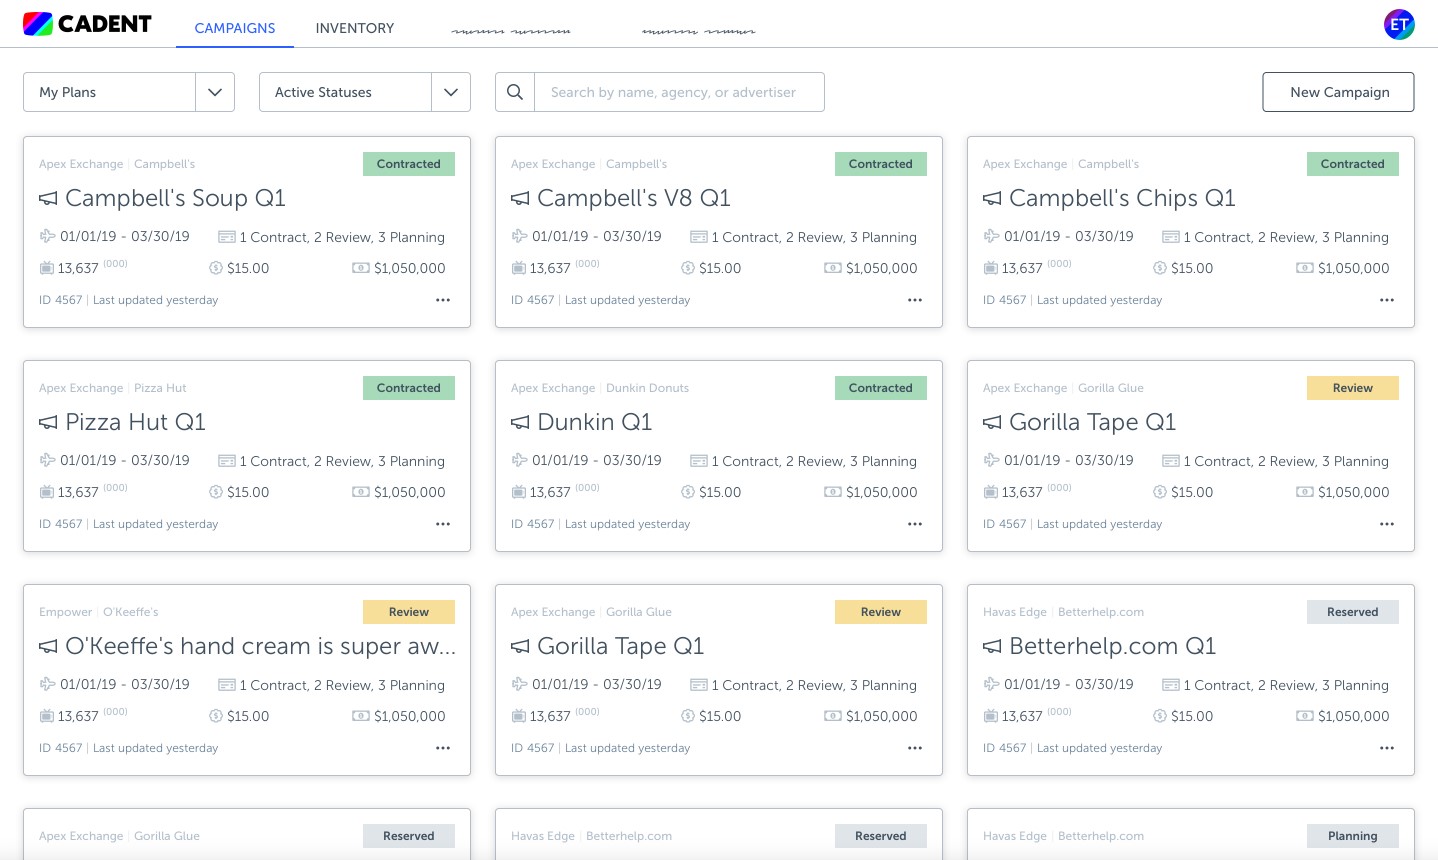 CADENT CAMPAIGNS INVENTORY ET
My Plans Active Statuses Search by name, agency, or advertiser New Campaign
Apex Exchange | Campbell's Contracted
Campbell's Soup Q1
01/01/19 - 03/30/19 1 Contract, 2 Review, 3 Planning
13,637 (000) $15.00 $1,050,000
ID 4567 | Last updated yesterday ...
Apex Exchange | Campbell's Contracted
Campbell's V8 Q1
01/01/19 - 03/30/19 1 Contract, 2 Review, 3 Planning
13,637 (000) $15.00 $1,050,000
ID 4567 | Last updated yesterday ...
Apex Exchange | Campbell's Contracted
Campbell's Chips Q1
01/01/19 - 03/30/19 1 Contract, 2 Review, 3 Planning
13,637 (000) $15.00 $1,050,000
ID 4567 | Last updated yesterday ...
Apex Exchange | Pizza Hut Contracted
Pizza Hut Q1
01/01/19 - 03/30/19 1 Contract, 2 Review, 3 Planning
13,637 (000) $15.00 $1,050,000
ID 4567 | Last updated yesterday ...
Apex Exchange | Dunkin Donuts Contracted
Dunkin Q1
01/01/19 - 03/30/19 1 Contract, 2 Review, 3 Planning
13,637 (000) $15.00 $1,050,000
ID 4567 | Last updated yesterday ...
Apex Exchange | Gorilla Glue Review
Gorilla Tape Q1
01/01/19 - 03/30/19 1 Contract, 2 Review, 3 Planning
13,637 (000) $15.00 $1,050,000
ID 4567 | Last updated yesterday ...
Empower | O'Keeffe's Review
O'Keeffe's hand cream is super aw...
01/01/19 - 03/30/19 1 Contract, 2 Review, 3 Planning
13,637 (000) $15.00 $1,050,000
ID 4567 | Last updated yesterday ...
Apex Exchange | Gorilla Glue Review
Gorilla Tape Q1
01/01/19 - 03/30/19 1 Contract, 2 Review, 3 Planning
13,637 (000) $15.00 $1,050,000
ID 4567 | Last updated yesterday ...
Havas Edge | Betterhelp.com Reserved
Betterhelp.com Q1
01/01/19 - 03/30/19 1 Contract, 2 Review, 3 Planning
13,637 (000) $15.00 $1,050,000
ID 4567 | Last updated yesterday ...
Apex Exchange | Gorilla Glue Reserved
Havas Edge | Betterhelp.com Reserved
Havas Edge | Betterhelp.com Planning